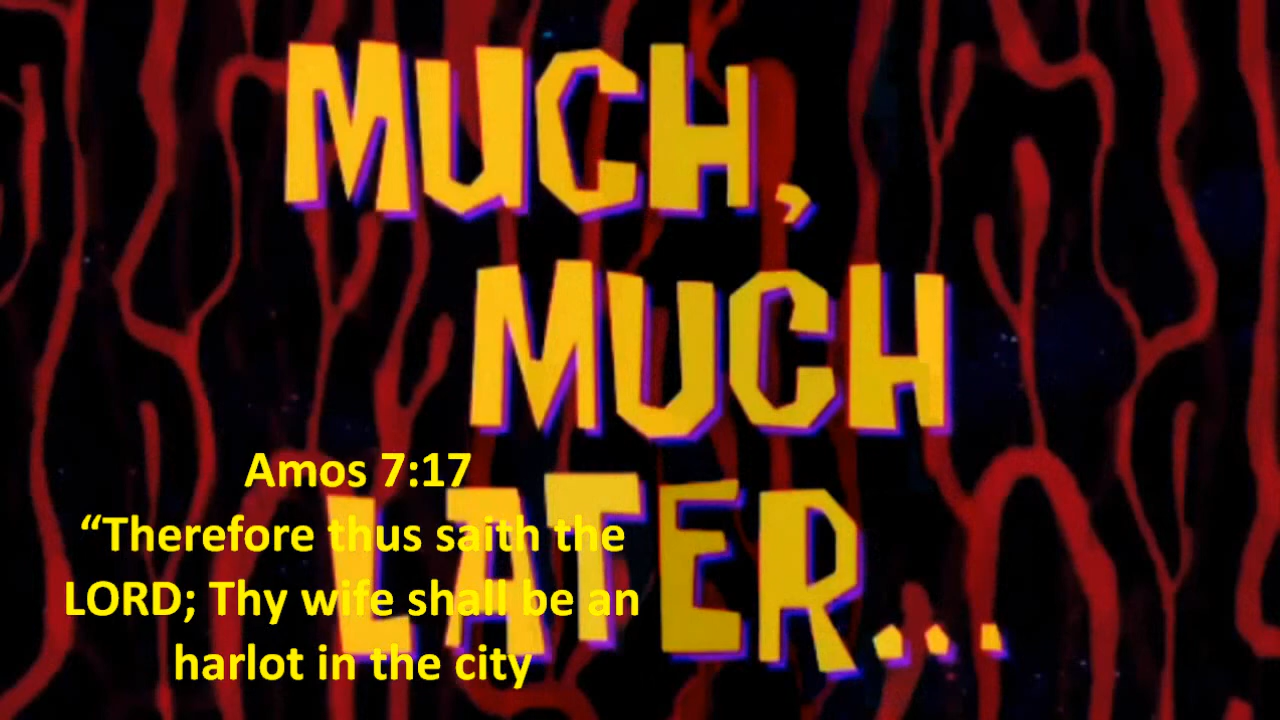 MUCH,
MUCH
LATER...
Amos 7:17
“Therefore thus saith the
LORD; Thy wife shall be an
harlot in the city